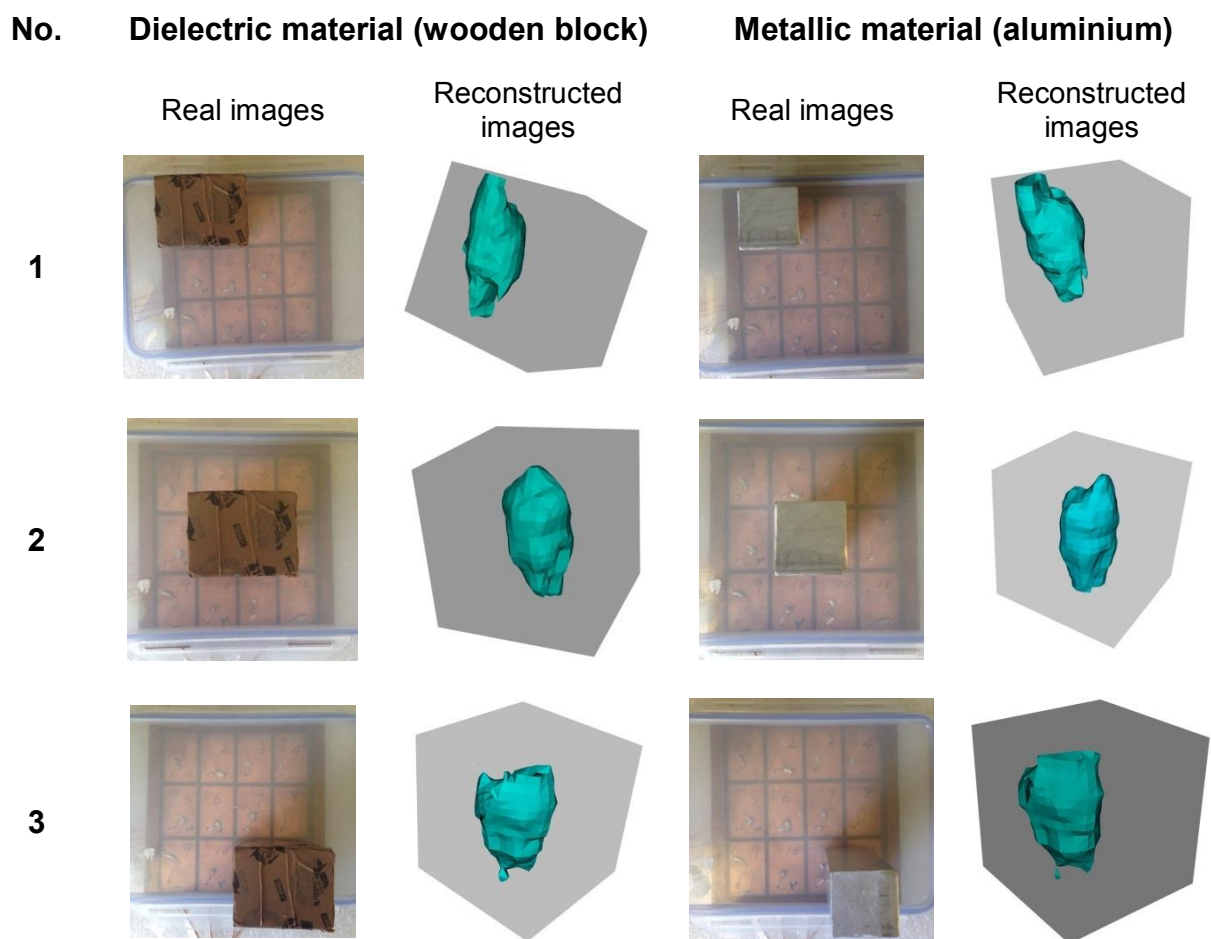 No. Dielectric material (wooden block) Metallic material (aluminium)
Real images Reconstructed images Real images Reconstructed images
1
2
3